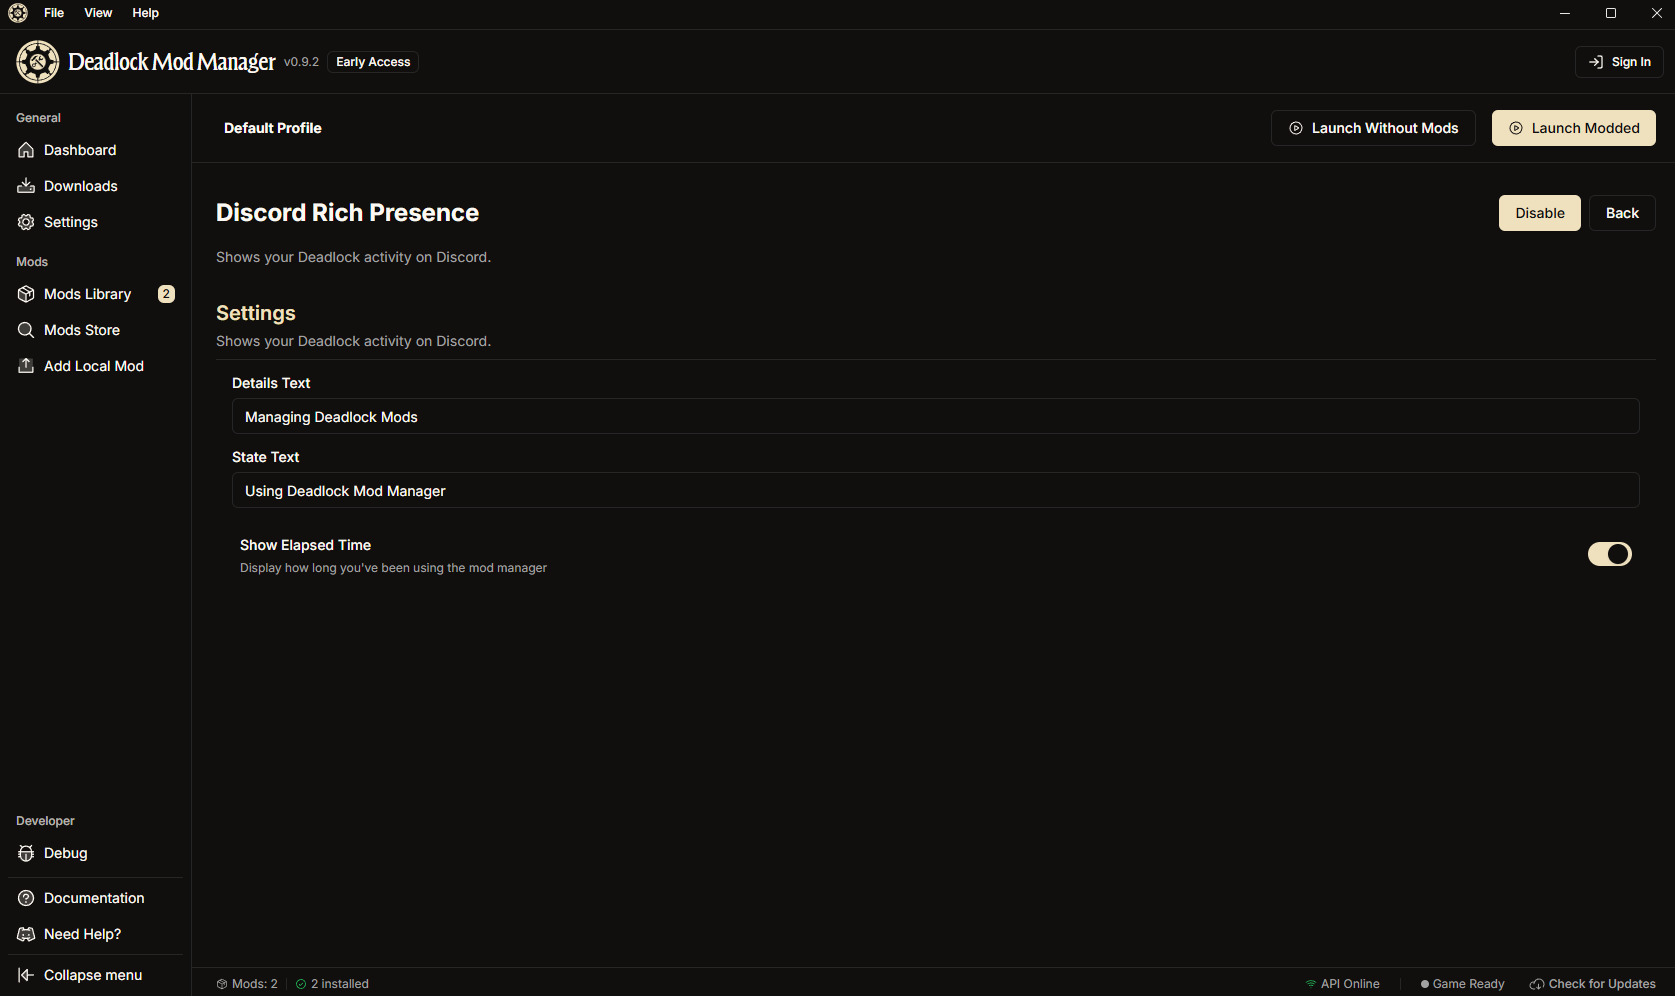 File View Help
Deadlock Mod Manager v0.9.2 Early Access
Sign In
General
Dashboard
Downloads
Settings
Mods
Mods Library 2
Mods Store
Add Local Mod
Developer
Debug
Documentation
Need Help?
Collapse menu
Default Profile
Launch Without Mods
Launch Modded
Discord Rich Presence
Disable
Back
Shows your Deadlock activity on Discord.
Settings
Shows your Deadlock activity on Discord.
Details Text
Managing Deadlock Mods
State Text
Using Deadlock Mod Manager
Show Elapsed Time
Display how long you've been using the mod manager
Mods: 2
2 installed
API Online
Game Ready
Check for Updates